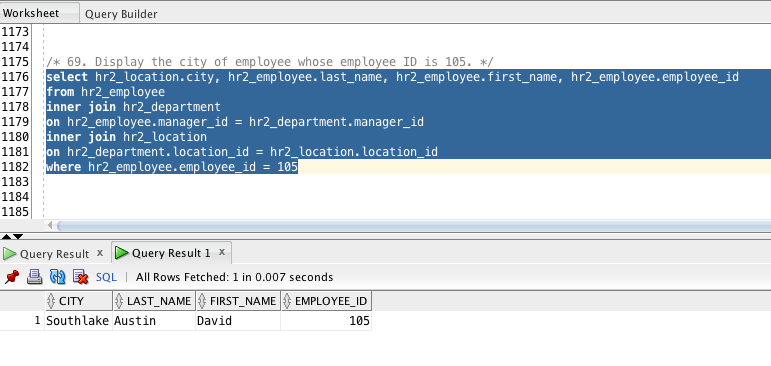 Worksheet Query Builder
1173
1174
1175 /* 69. Display the city of employee whose employee ID is 105. */
1176 select hr2_location.city, hr2_employee.last_name, hr2_employee.first_name, hr2_employee.employee_id
1177 from hr2_employee
1178 inner join hr2_department
1179 on hr2_employee.manager_id = hr2_department.manager_id
1180 inner join hr2_location
1181 on hr2_department.location_id = hr2_location.location_id
1182 where hr2_employee.employee_id = 105
1183
1184
1185
Query Result x Query Result 1 x
SQL | All Rows Fetched: 1 in 0.007 seconds
CITY LAST_NAME FIRST_NAME EMPLOYEE_ID
1 Southlake Austin David 105